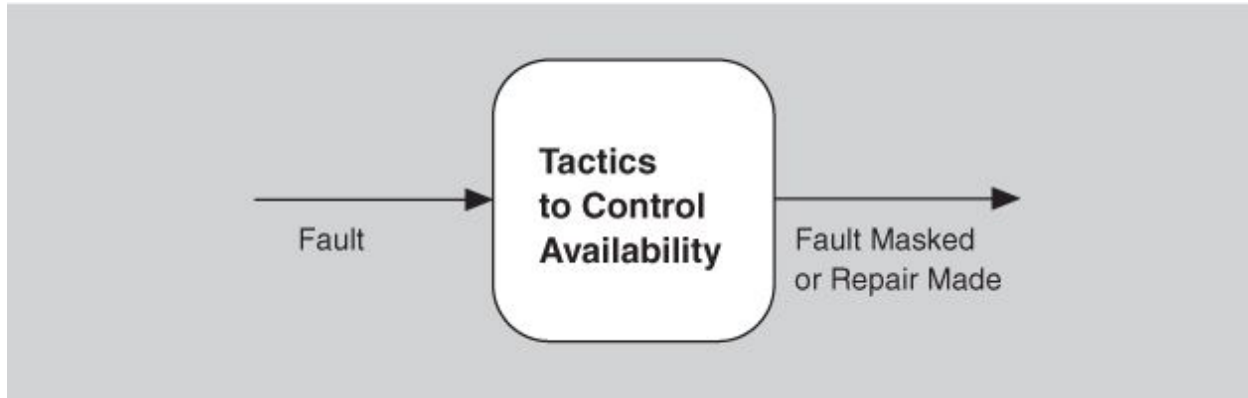 Fault
Tactics
to Control
Availability
Fault Masked
or Repair Made